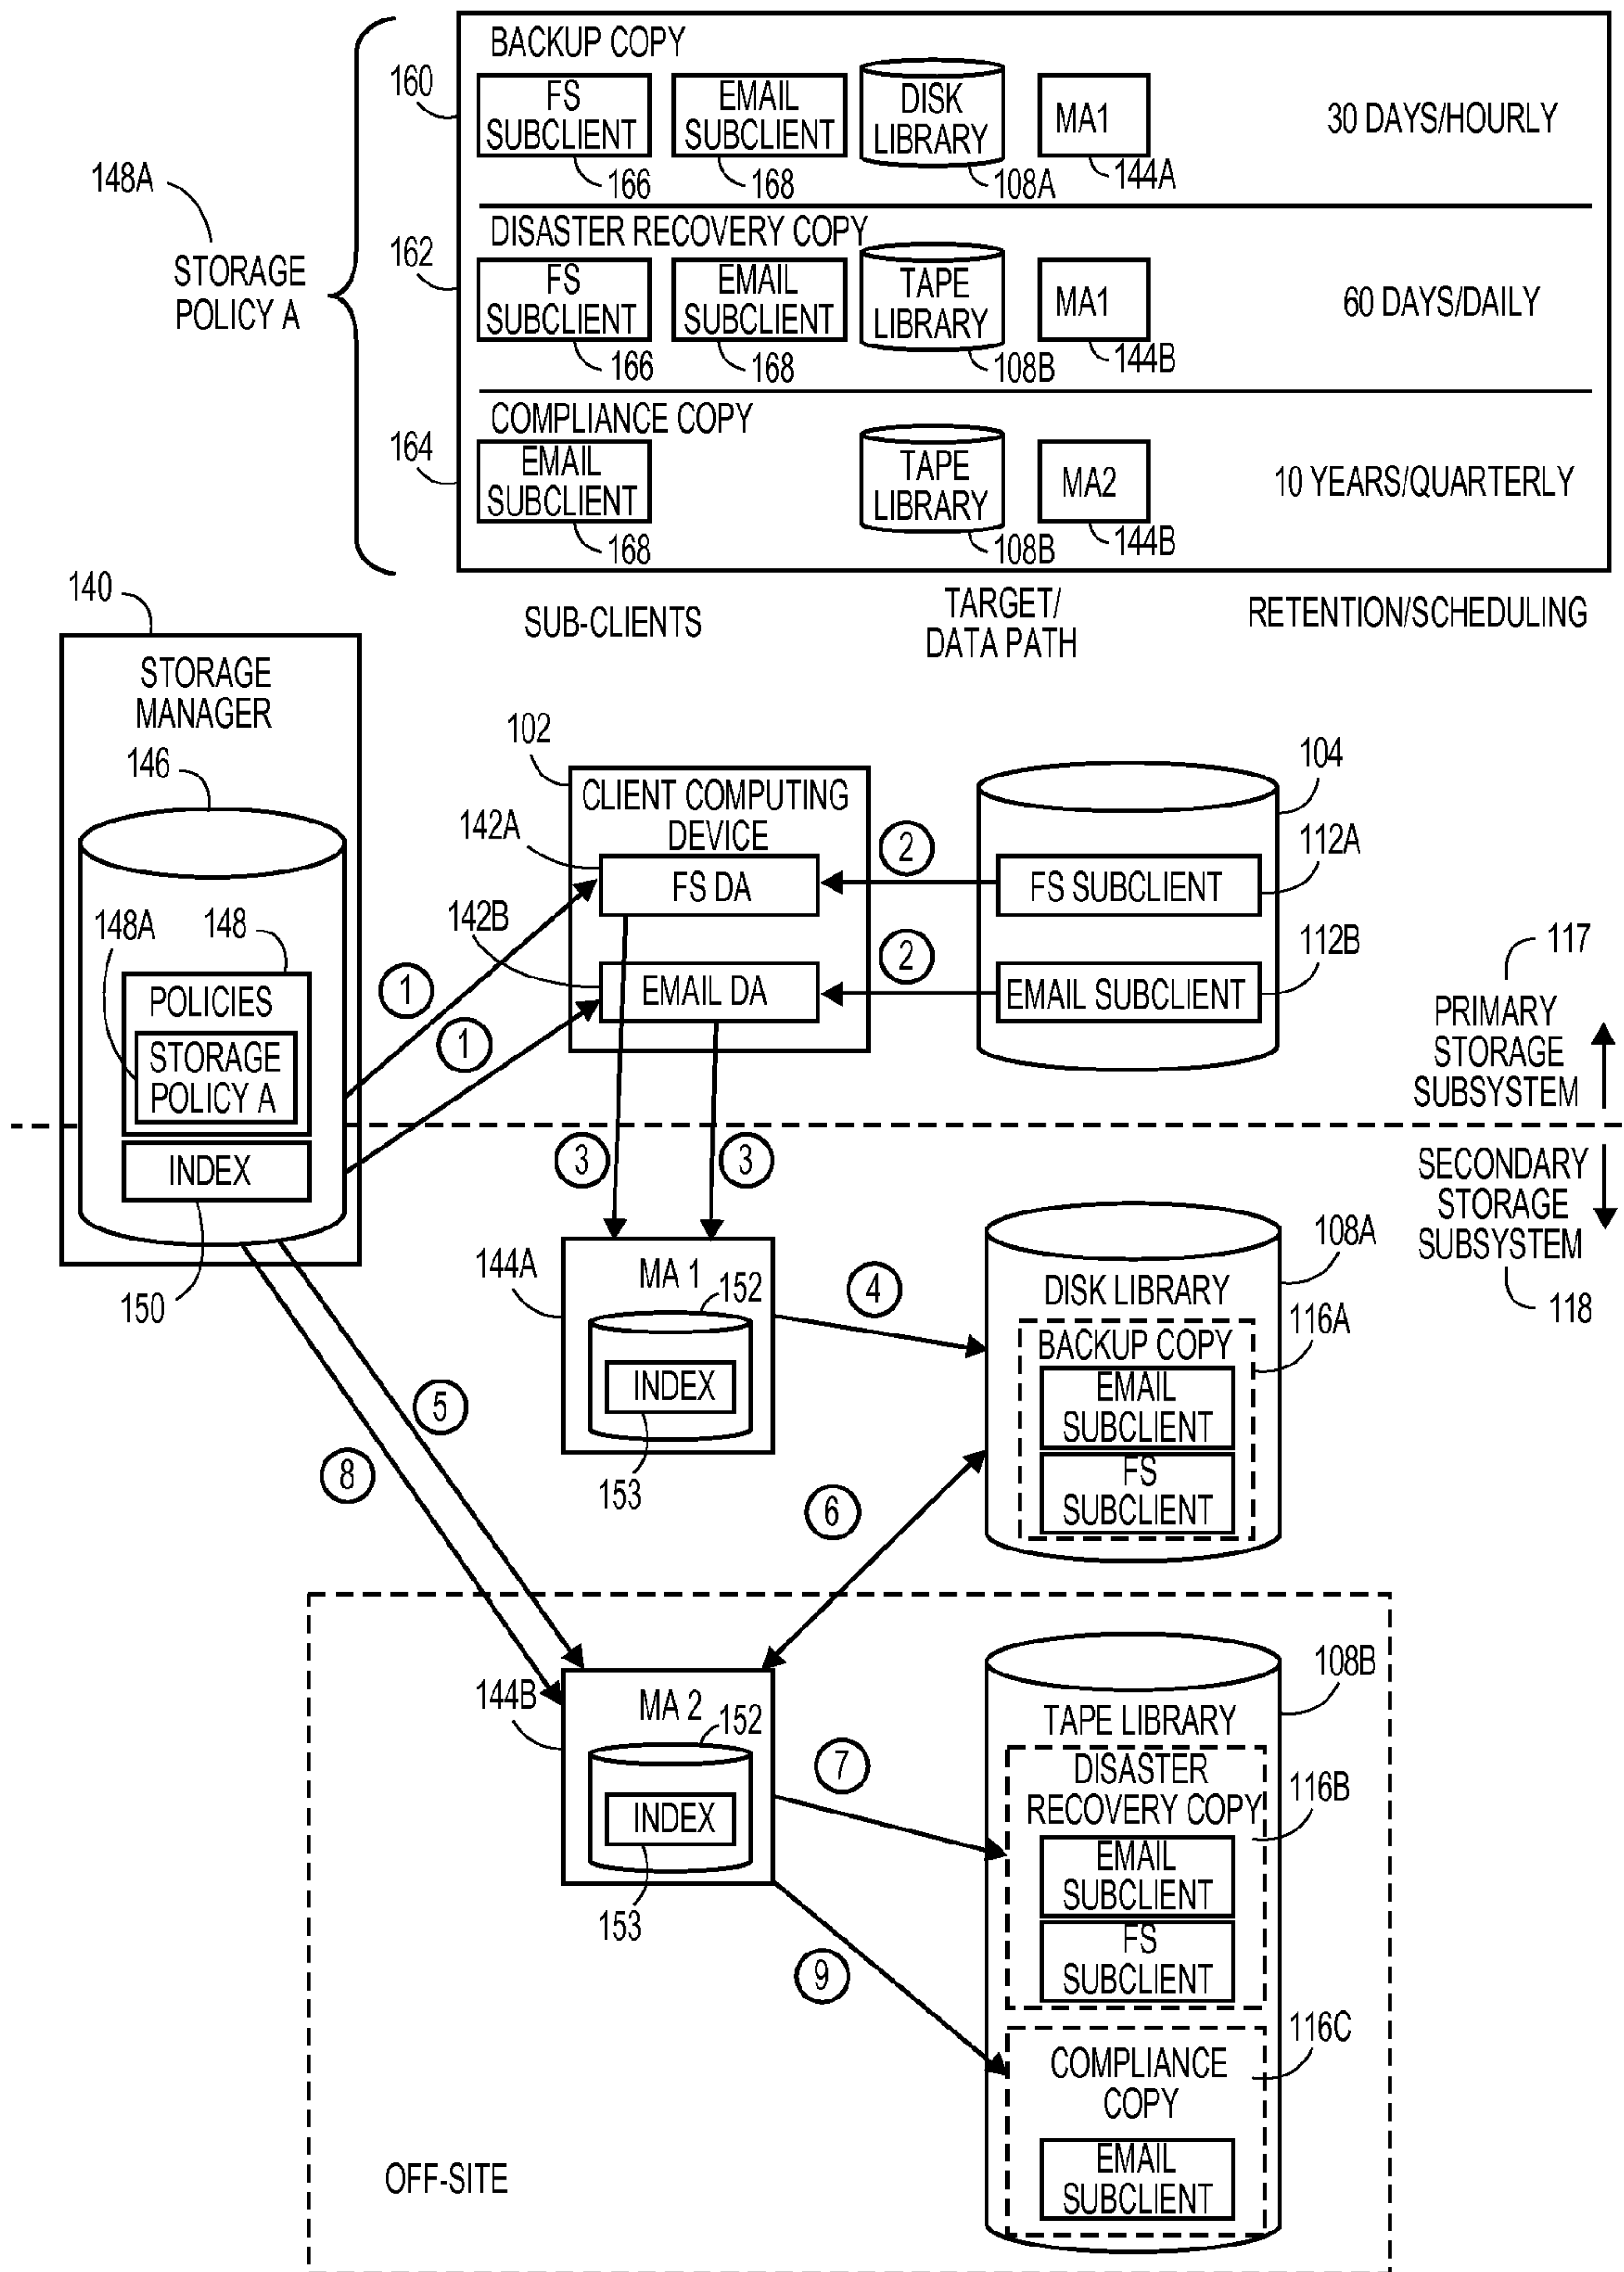 BACKUP COPY
160
FS
SUBCLIENT
166
EMAIL
SUBCLIENT
168
DISK
LIBRARY
108A
MA1
144A
30 DAYS/HOURLY
148A
STORAGE
POLICY A
DISASTER RECOVERY COPY
162
FS
SUBCLIENT
166
EMAIL
SUBCLIENT
168
TAPE
LIBRARY
108B
MA1
144B
60 DAYS/DAILY
COMPLIANCE COPY
164
EMAIL
SUBCLIENT
168
TAPE
LIBRARY
108B
MA2
144B
10 YEARS/QUARTERLY
SUB-CLIENTS
TARGET/
DATA PATH
RETENTION/SCHEDULING
140
STORAGE
MANAGER
146
148A
148
POLICIES
STORAGE
POLICY A
INDEX
150
1
1
102
CLIENT COMPUTING
DEVICE
142A
FS DA
142B
EMAIL DA
2
2
104
FS SUBCLIENT
112A
EMAIL SUBCLIENT
112B
117
PRIMARY
STORAGE
SUBSYSTEM
SECONDARY
STORAGE
SUBSYSTEM
118
3
3
144A
MA 1
152
INDEX
153
4
108A
DISK LIBRARY
116A
BACKUP COPY
EMAIL
SUBCLIENT
FS
SUBCLIENT
5
8
6
144B
MA 2
152
INDEX
153
7
9
108B
TAPE LIBRARY
DISASTER
RECOVERY COPY
116B
EMAIL
SUBCLIENT
FS
SUBCLIENT
116C
COMPLIANCE
COPY
EMAIL
SUBCLIENT
OFF-SITE